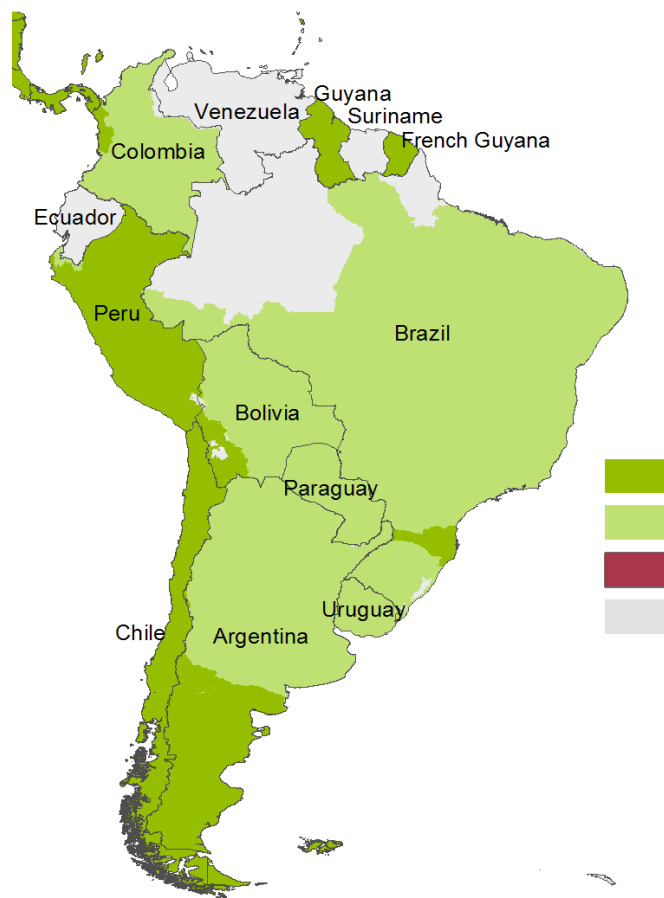 Guyana
Venezuela
Suriname
French Guyana
Colombia
Ecuador
Peru
Brazil
Bolivia
Paraguay
Uruguay
Chile
Argentina